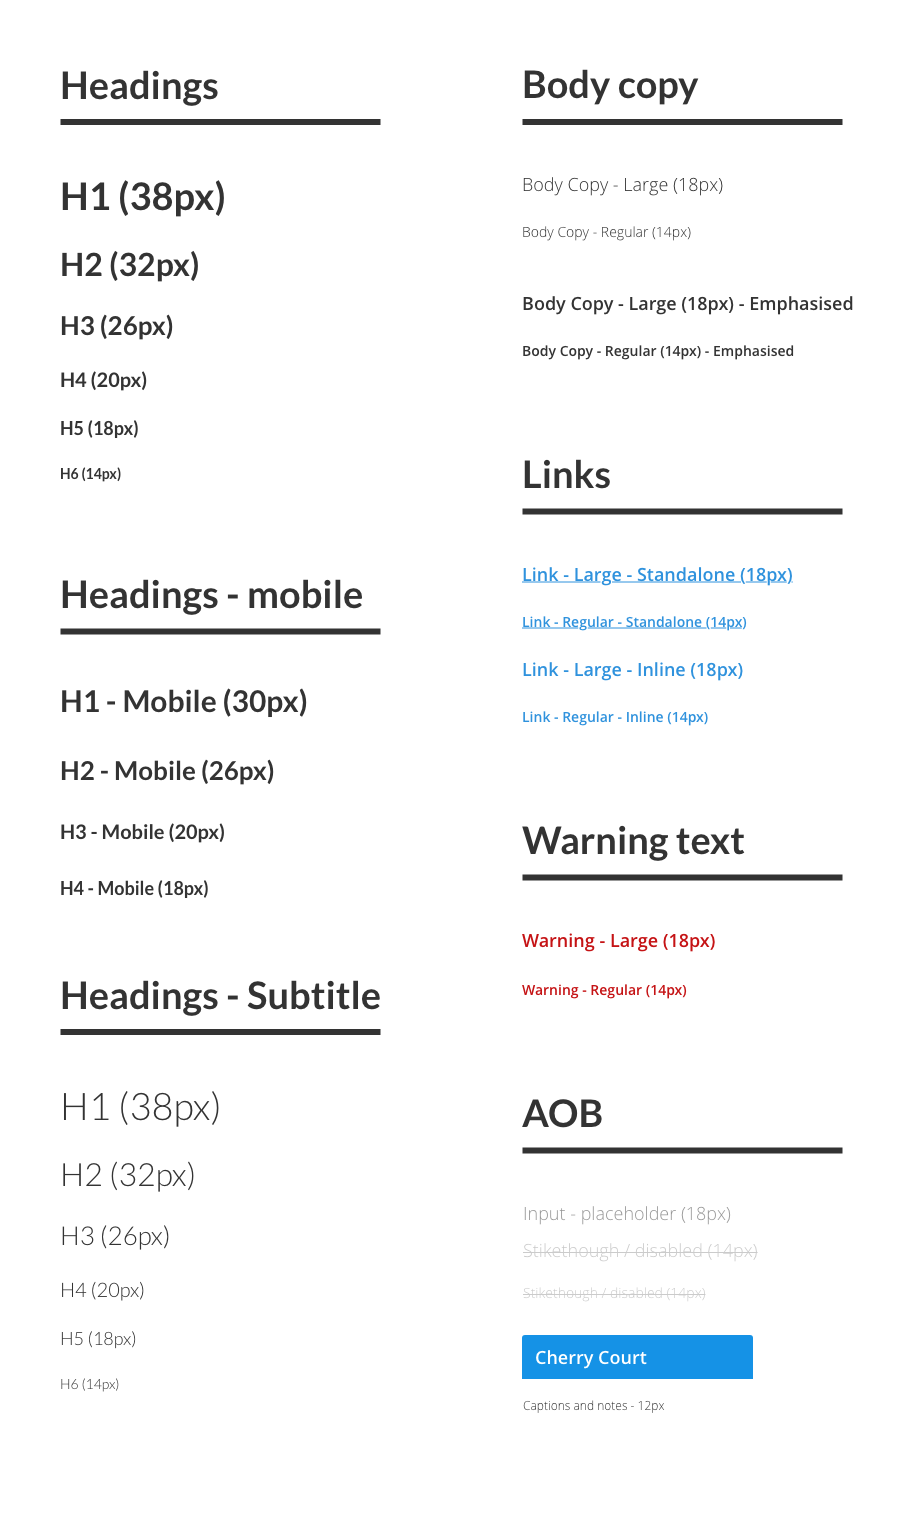 Headings
H1 (38px)
H2 (32px)
H3 (26px)
H4 (20px)
H5 (18px)
H6 (14px)
Headings - mobile
H1 - Mobile (30px)
H2 - Mobile (26px)
H3 - Mobile (20px)
H4 - Mobile (18px)
Headings - Subtitle
H1 (38px)
H2 (32px)
H3 (26px)
H4 (20px)
H5 (18px)
H6 (14px)
Body copy
Body Copy - Large (18px)
Body Copy - Regular (14px)
Body Copy - Large (18px) - Emphasised
Body Copy - Regular (14px) - Emphasised
Links
Link - Large - Standalone (18px)
Link - Regular - Standalone (14px)
Link - Large - Inline (18px)
Link - Regular - Inline (14px)
Warning text
Warning - Large (18px)
Warning - Regular (14px)
AOB
Input - placeholder (18px)
Stikethough / disabled (14px)
Stikethough / disabled (14px)
Cherry Court
Captions and notes - 12px